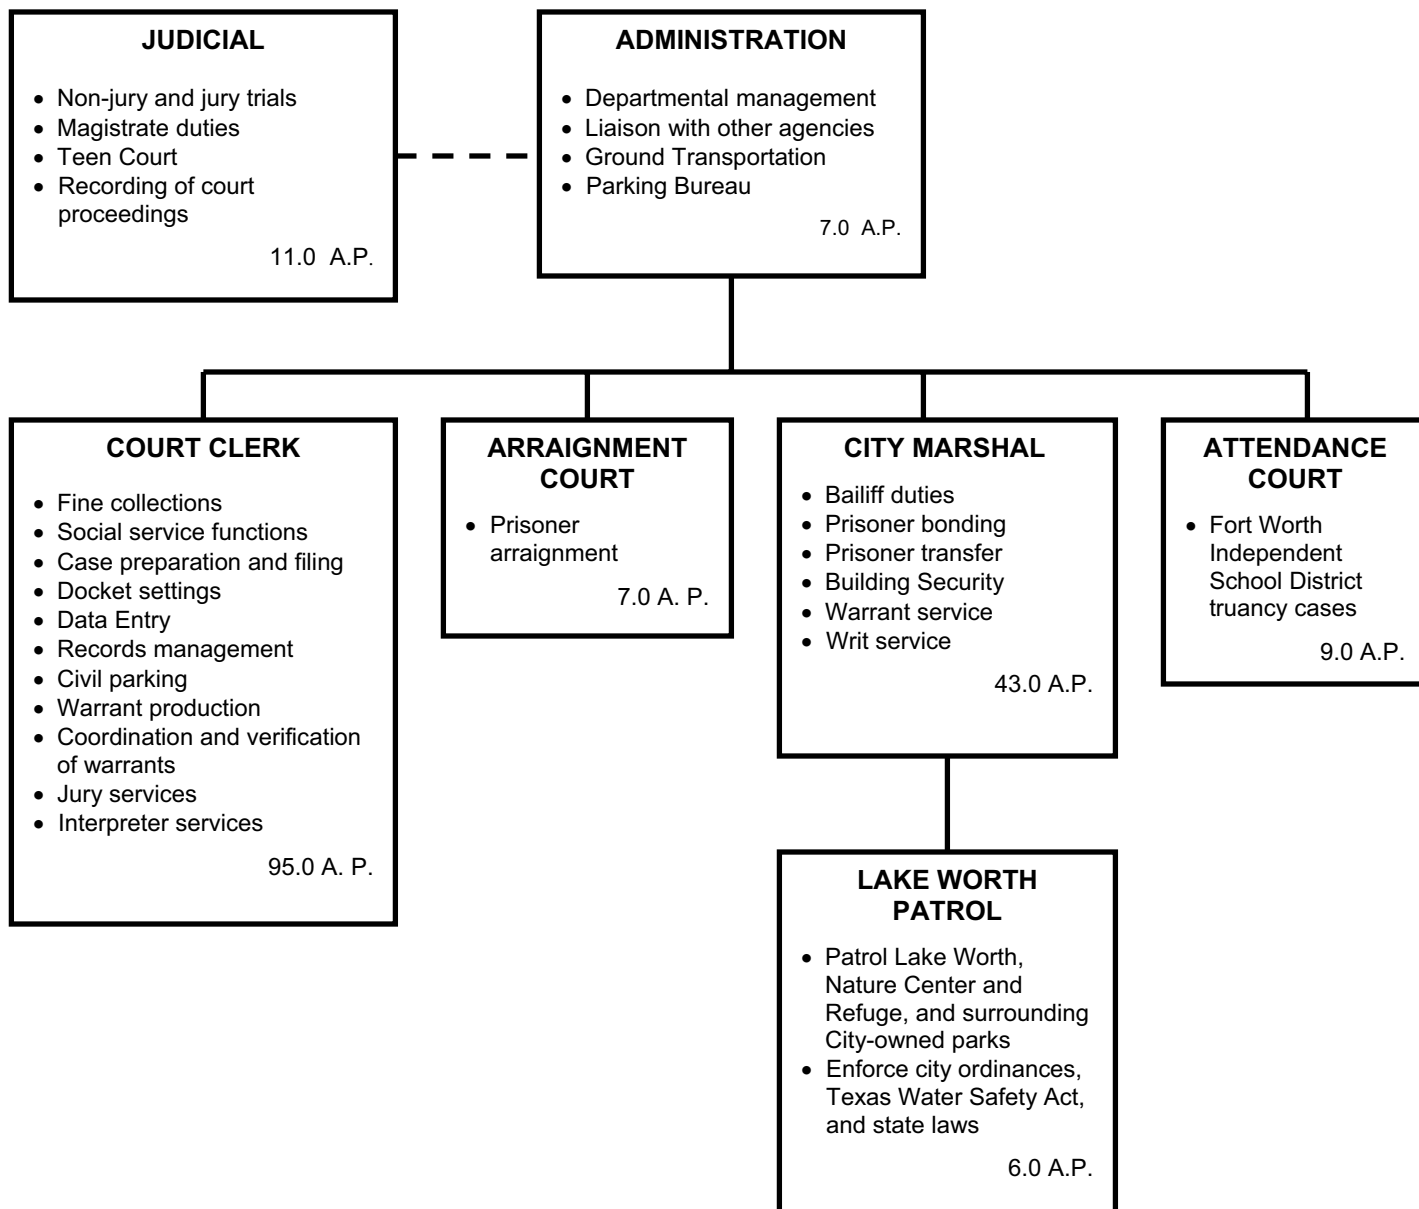 JUDICIAL
• Non-jury and jury trials
• Magistrate duties
• Teen Court
• Recording of court
proceedings
11.0 A.P.
ADMINISTRATION
• Departmental management
• Liaison with other agencies
• Ground Transportation
• Parking Bureau
7.0 A.P.
COURT CLERK
• Fine collections
• Social service functions
• Case preparation and filing
• Docket settings
• Data Entry
• Records management
• Civil parking
• Warrant production
• Coordination and verification
of warrants
• Jury services
• Interpreter services
95.0 A. P.
ARRAIGNMENT
COURT
• Prisoner
arraignment
7.0 A. P.
CITY MARSHAL
• Bailiff duties
• Prisoner bonding
• Prisoner transfer
• Building Security
• Warrant service
• Writ service
43.0 A.P.
ATTENDANCE
COURT
• Fort Worth
Independent
School District
truancy cases
9.0 A.P.
LAKE WORTH
PATROL
• Patrol Lake Worth,
Nature Center and
Refuge, and surrounding
City-owned parks
• Enforce city ordinances,
Texas Water Safety Act,
and state laws
6.0 A.P.